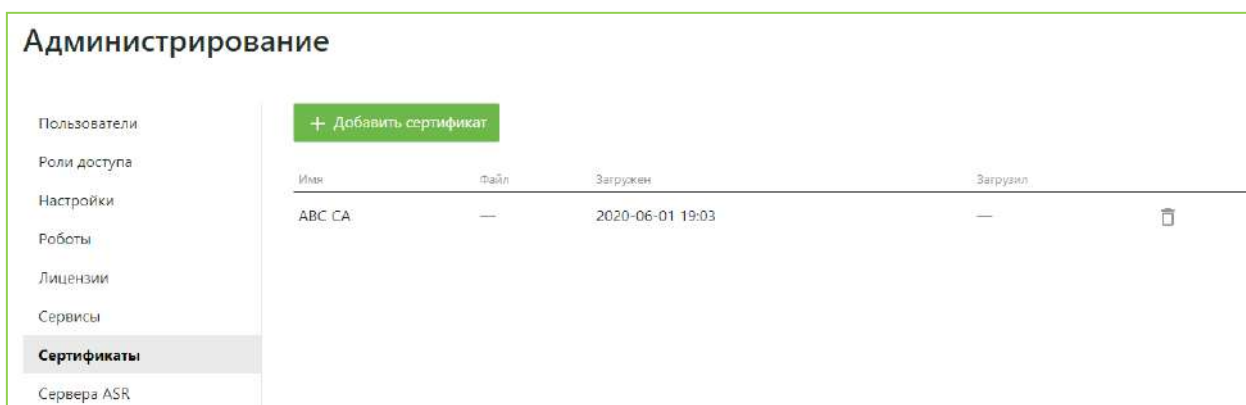 Администрирование
Пользователи
Роли доступа
Настройки
Роботы
Лицензии
Сервисы
Сертификаты
Сервера ASR
+ Добавить сертификат
Имя Файл Загружен Загрузил
ABC CA — 2020-06-01 19:03 —